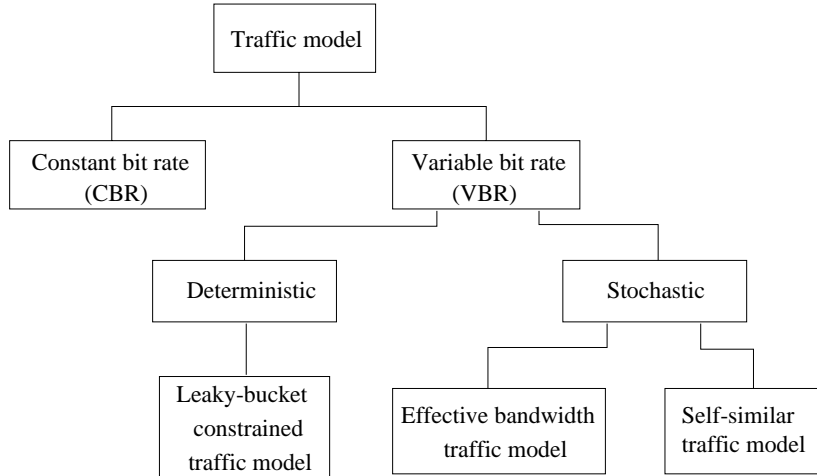 Traffic model
Constant bit rate
(CBR)
Variable bit rate
(VBR)
Deterministic
Stochastic
Leaky-bucket
constrained
traffic model
Effective bandwidth
traffic model
Self-similar
traffic model